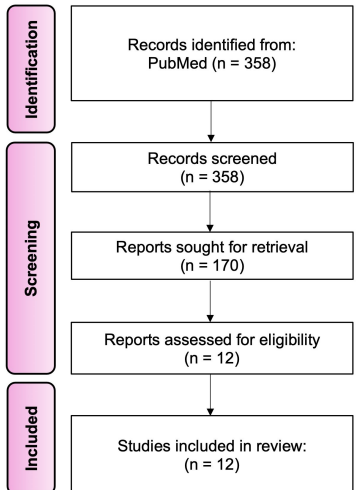 Identification
Records identified from:
PubMed (n = 358)
Screening
Records screened
(n = 358)
Reports sought for retrieval
(n = 170)
Reports assessed for eligibility
(n = 12)
Included
Studies included in review:
(n = 12)